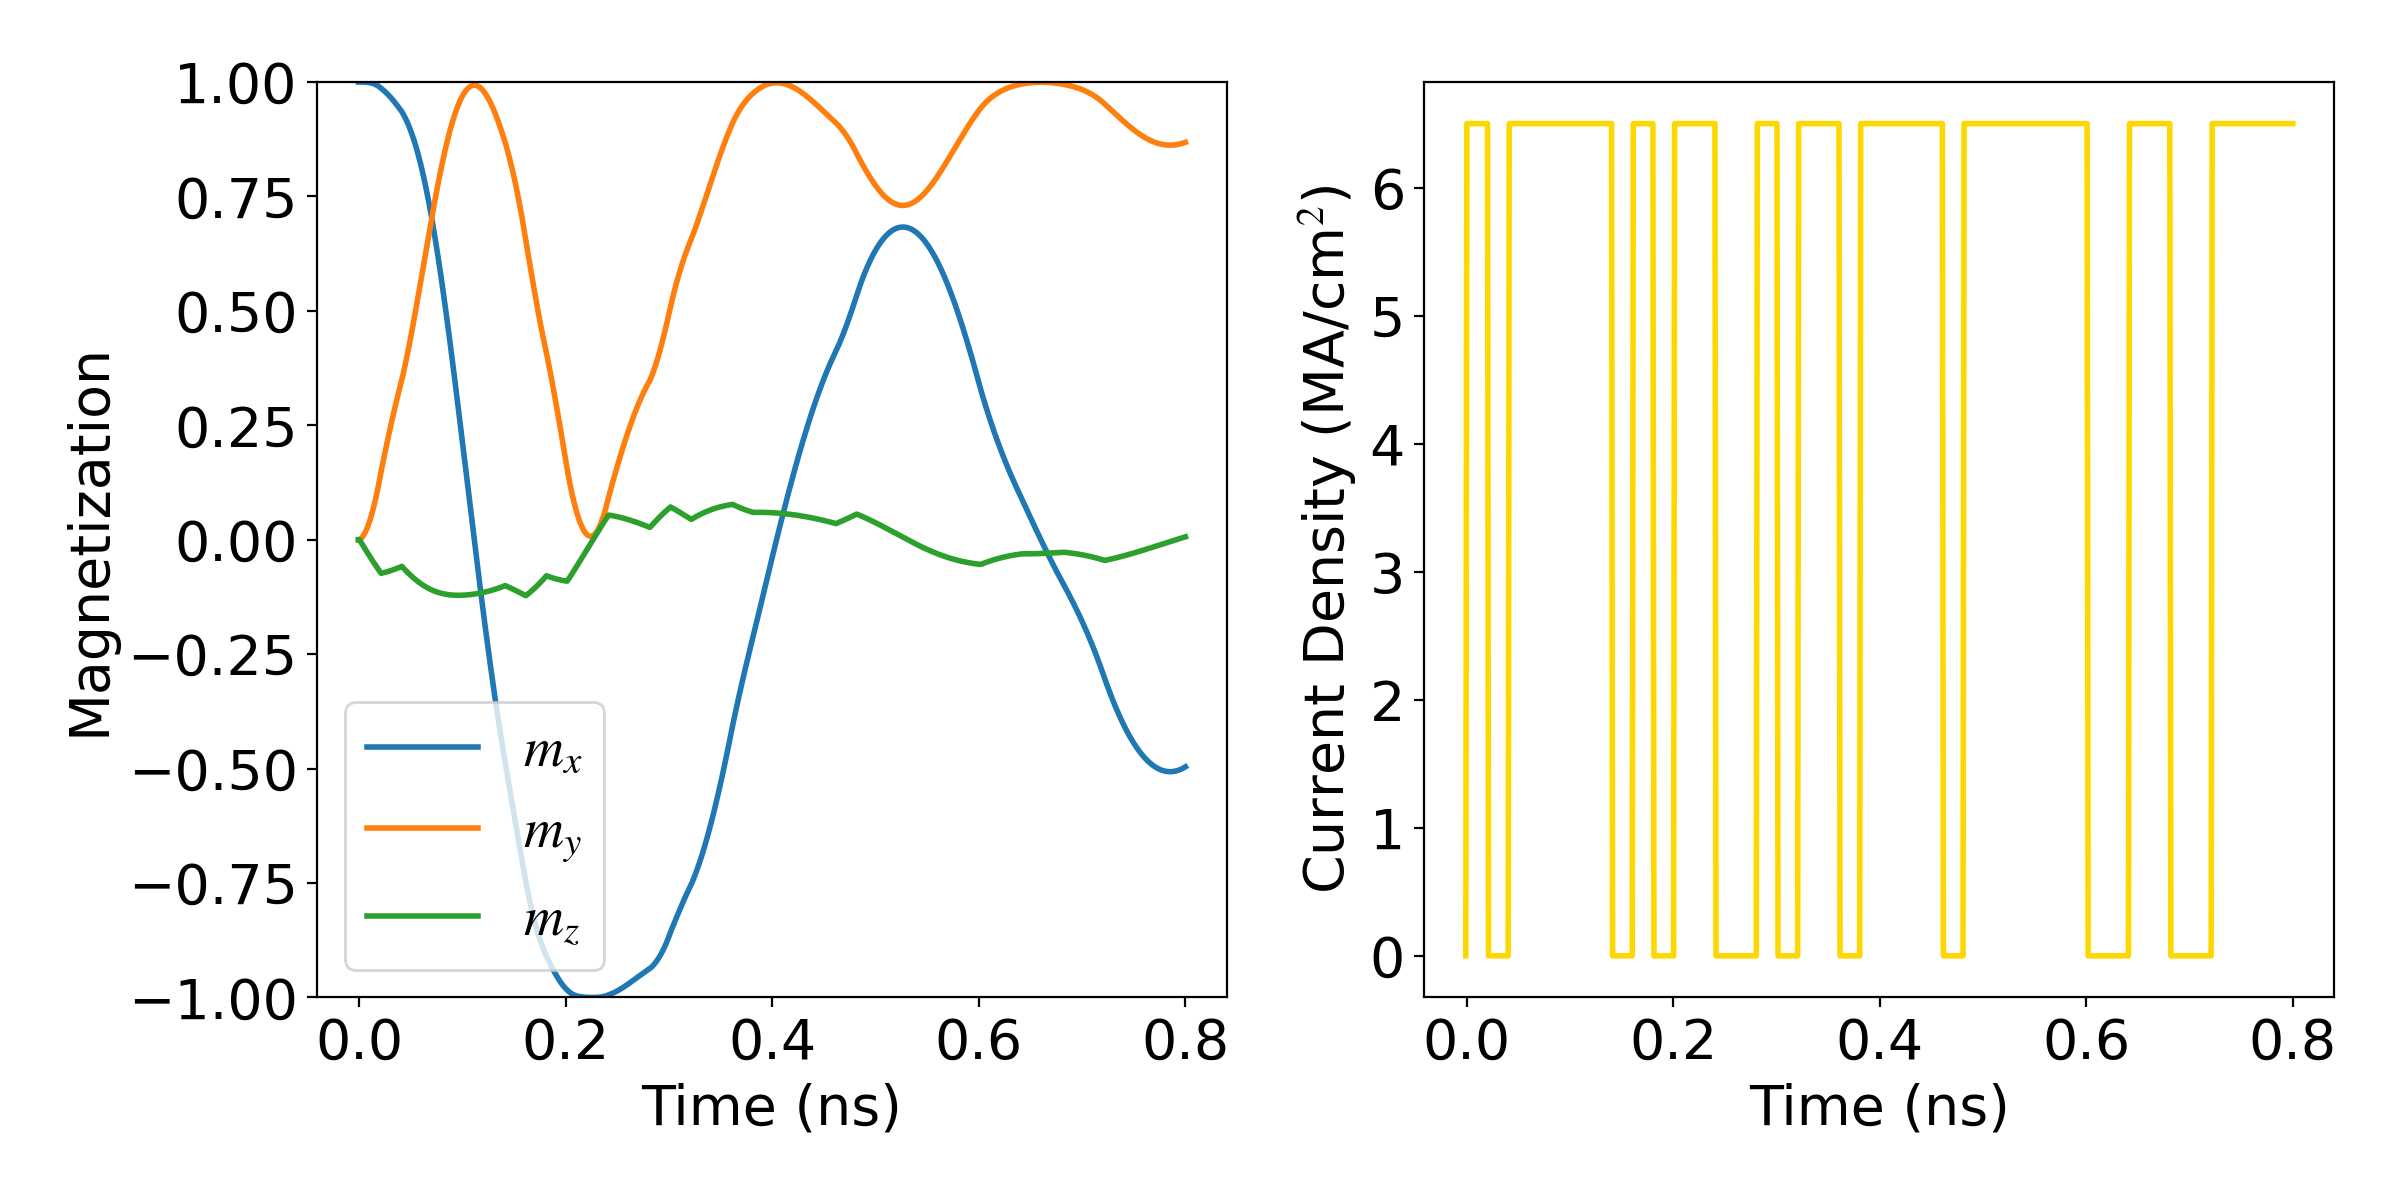 Magnetization
1.00
0.75
0.50
0.25
0.00
−0.25
−0.50
−0.75
−1.00
m_x
m_y
m_z
0.0 0.2 0.4 0.6 0.8
Time (ns)
Current Density (MA/cm²)
6
5
4
3
2
1
0
0.0 0.2 0.4 0.6 0.8
Time (ns)